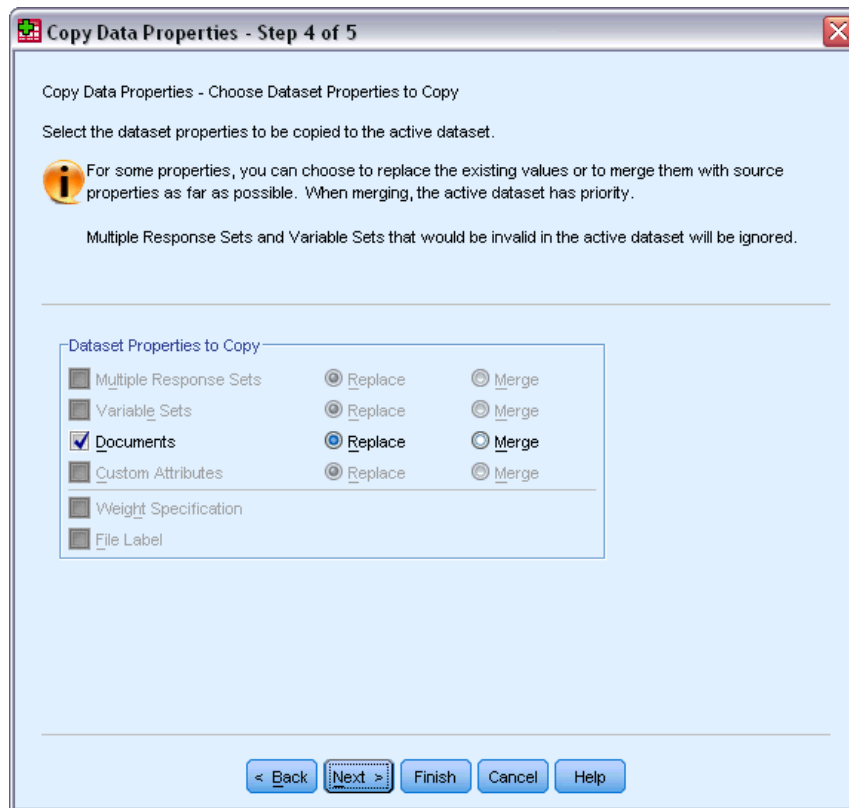 Copy Data Properties - Step 4 of 5
Copy Data Properties - Choose Dataset Properties to Copy
Select the dataset properties to be copied to the active dataset.
For some properties, you can choose to replace the existing values or to merge them with source
properties as far as possible. When merging, the active dataset has priority.
Multiple Response Sets and Variable Sets that would be invalid in the active dataset will be ignored.
Dataset Properties to Copy
Multiple Response Sets Replace Merge
Variable Sets Replace Merge
Documents Replace Merge
Custom Attributes Replace Merge
Weight Specification
File Label
< Back Next > Finish Cancel Help